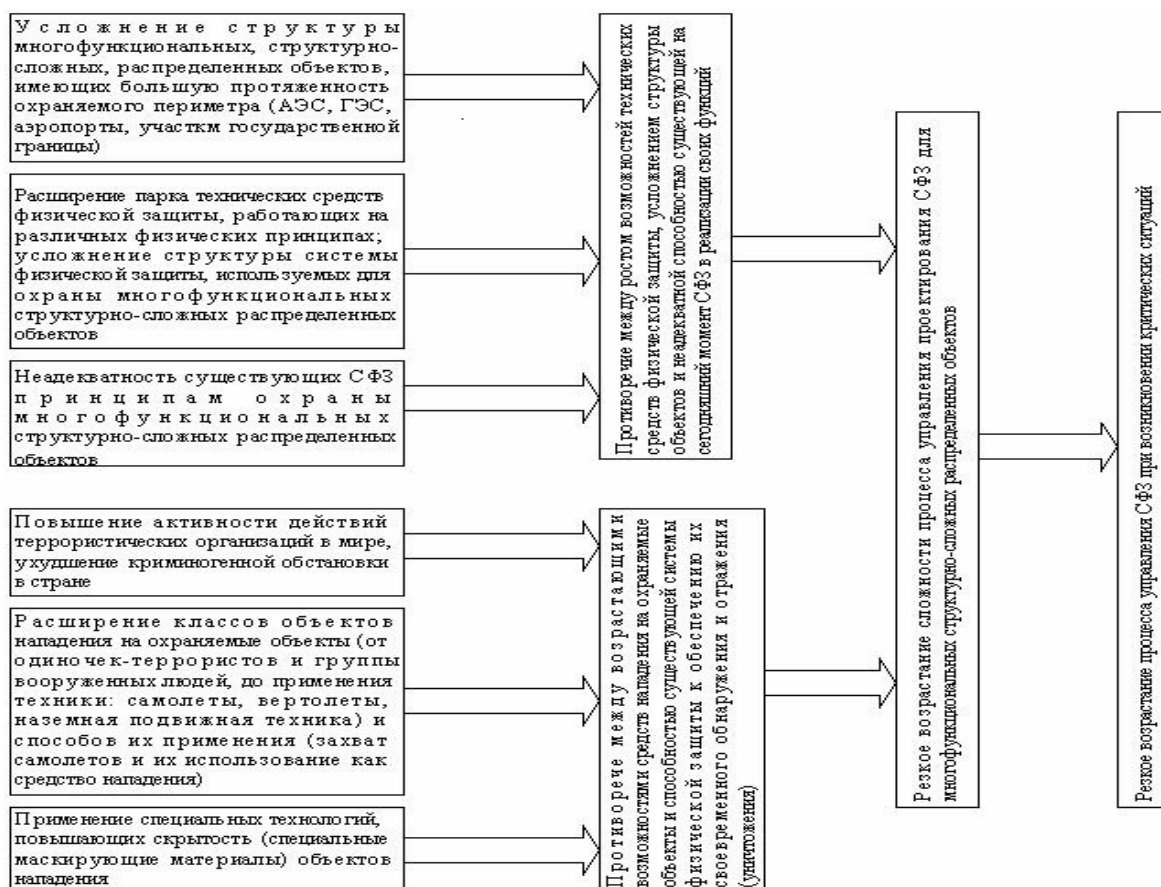 Усложнение структуры
многофункциональных, структурно-
сложных, распределенных объектов,
имеющих большую протяженность
охраняемого периметра (АЭС, ГЭС,
аэропорты, участкм государственной
границы)
Расширение парка технических средств
физической защиты, работающих на
различных физических принципах;
усложнение структуры системы
физической защиты, используемых для
охраны многофункциональных
структурно-сложных распределенных
объектов
Неадекватность существующих СФЗ
принципам охраны
многофункциональных
структурно-сложных распределенных
объектов
Повышение активности действий
террористических организаций в мире,
ухудшение криминогенной обстановки
в стране
Расширение классов объектов
нападения на охраняемые объекты (от
одиночек-террористов и группы
вооруженных людей, до применения
техники: самолеты, вертолеты,
наземная подвижная техника) и
способов их применения (захват
самолетов и их использование как
средство нападения)
Применение специальных технологий,
повышающих скрытость (специальные
маскирующие материалы) объектов
нападения
Противоречие между ростом возможностей технических
средств физической защиты, усложнением структуры
объектов и неадекватной способностью существующей на
сегодняшний момент СФЗ в реализации своих функций
Противорече между возрастающими
возможностями средств нападения на охраняемые
объекты и способностью существующей системы
физической защиты к обеспечению их
своевременного обнаружения и отражения
(уничтожения)
Резкое возрастание сложности процесса управления проектирования СФЗ для
многофункциональных структурно-сложных распределенных объектов
Резкое возрастание процесса управления СФЗ при возникновении критических ситуаций